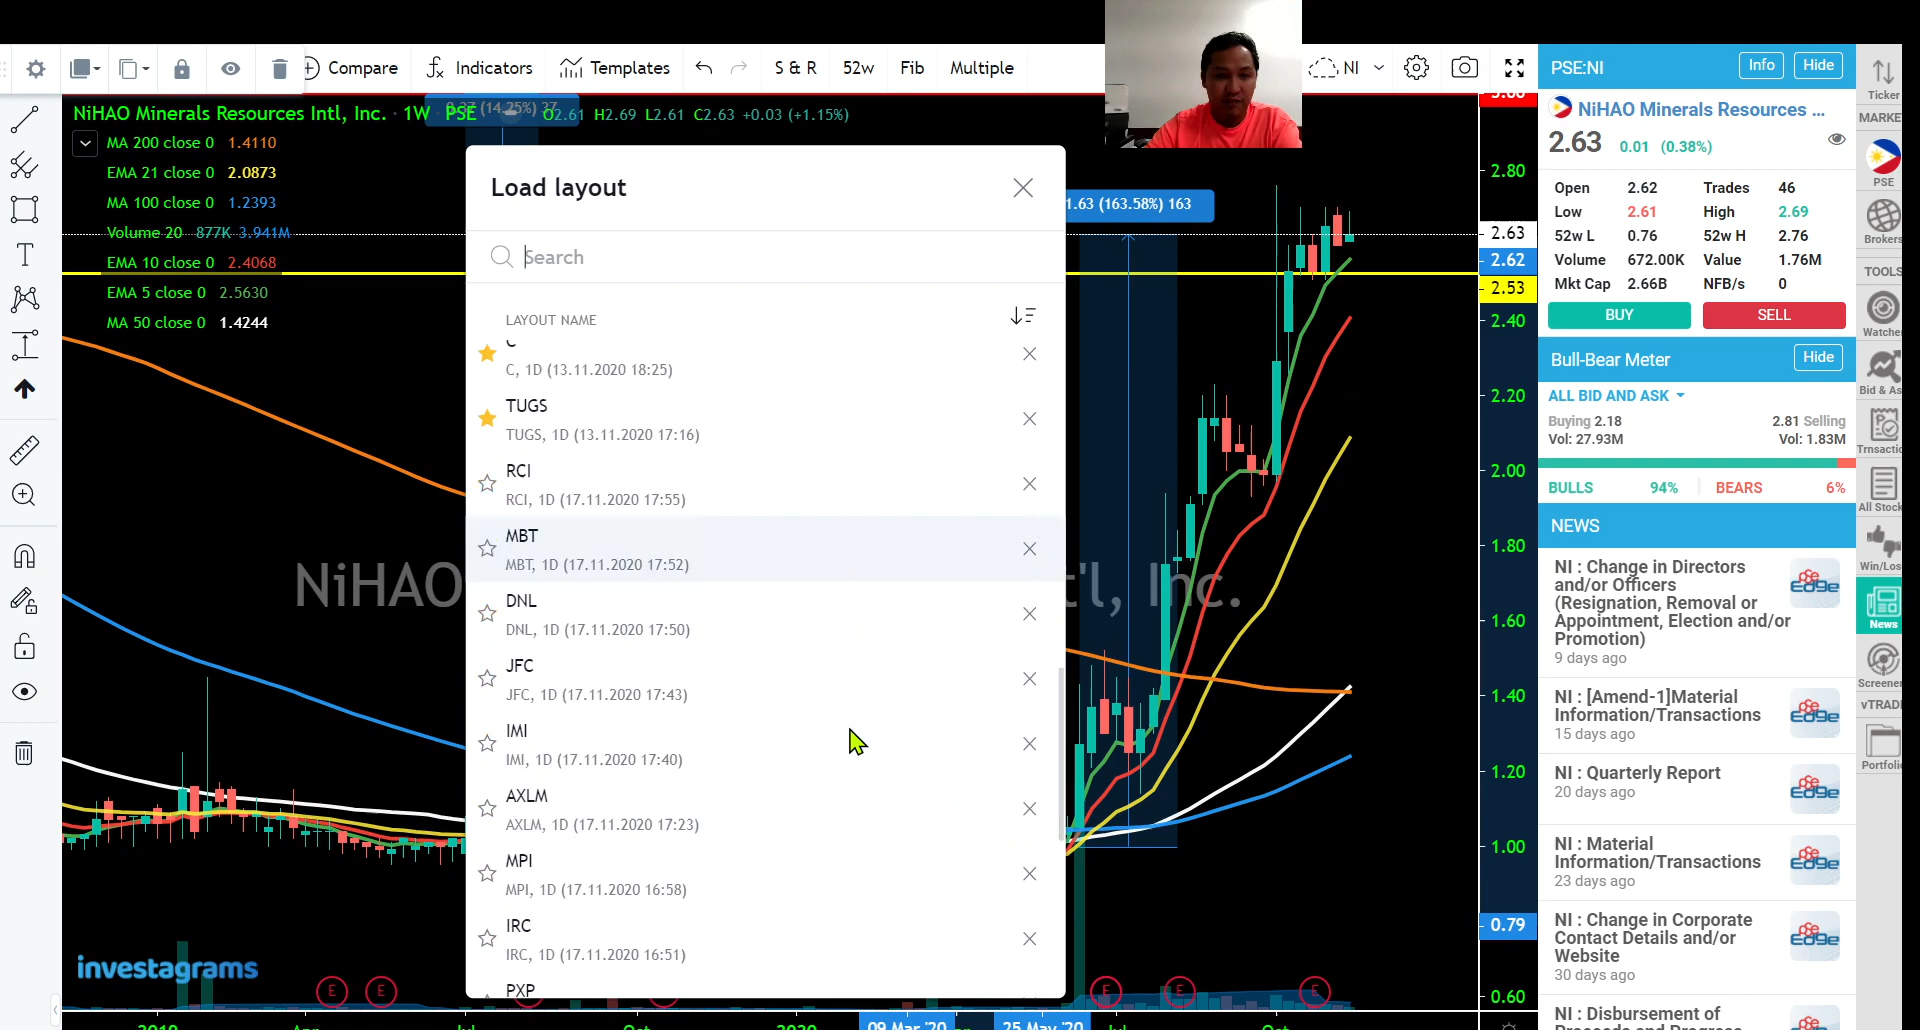 Compare
Indicators
Templates
S & R
52w
Fib
Multiple
NI
NiHAO Minerals Resources Intl, Inc. · 1W · PSE
O2.61 H2.69 L2.61 C2.63 +0.03 (+1.15%)
MA 200 close 0 1.4110
EMA 21 close 0 2.0873
MA 100 close 0 1.2393
Volume 20 877K 3.941M
EMA 10 close 0 2.4068
EMA 5 close 0 2.5630
MA 50 close 0 1.4244
1.63 (163.58%) 163
Load layout
Search
LAYOUT NAME
C, 1D (13.11.2020 18:25)
TUGS
TUGS, 1D (13.11.2020 17:16)
RCI
RCI, 1D (17.11.2020 17:55)
MBT
MBT, 1D (17.11.2020 17:52)
DNL
DNL, 1D (17.11.2020 17:50)
JFC
JFC, 1D (17.11.2020 17:43)
IMI
IMI, 1D (17.11.2020 17:40)
AXLM
AXLM, 1D (17.11.2020 17:23)
MPI
MPI, 1D (17.11.2020 16:58)
IRC
IRC, 1D (17.11.2020 16:51)
PXP
NiHAO
t'l, Inc.
investagrams
E E E E E
2018
2020
09 Mar '20
25 May '20
2.80
2.63
2.62
2.53
2.40
2.20
2.00
1.80
1.60
1.40
1.20
1.00
0.79
0.60
PSE:NI
Info
Hide
NiHAO Minerals Resources ...
2.63 0.01 (0.38%)
Open 2.62 Trades 46
Low 2.61 High 2.69
52w L 0.76 52w H 2.76
Volume 672.00K Value 1.76M
Mkt Cap 2.66B NFB/s 0
BUY
SELL
Bull-Bear Meter
Hide
ALL BID AND ASK
Buying 2.18 2.81 Selling
Vol: 27.93M Vol: 1.83M
BULLS 94% BEARS 6%
NEWS
NI : Change in Directors
and/or Officers
(Resignation, Removal or
Appointment, Election and/or
Promotion)
9 days ago
NI : [Amend-1]Material
Information/Transactions
15 days ago
NI : Quarterly Report
20 days ago
NI : Material
Information/Transactions
23 days ago
NI : Change in Corporate
Contact Details and/or
Website
30 days ago
NI : Disbursement of
Ticker
MARKE
PSE
Brokers
TOOLS
Watche
Bid & As
Trnsactio
All Stock
Win/Los
News
Screener
vTRAD
Portfoli